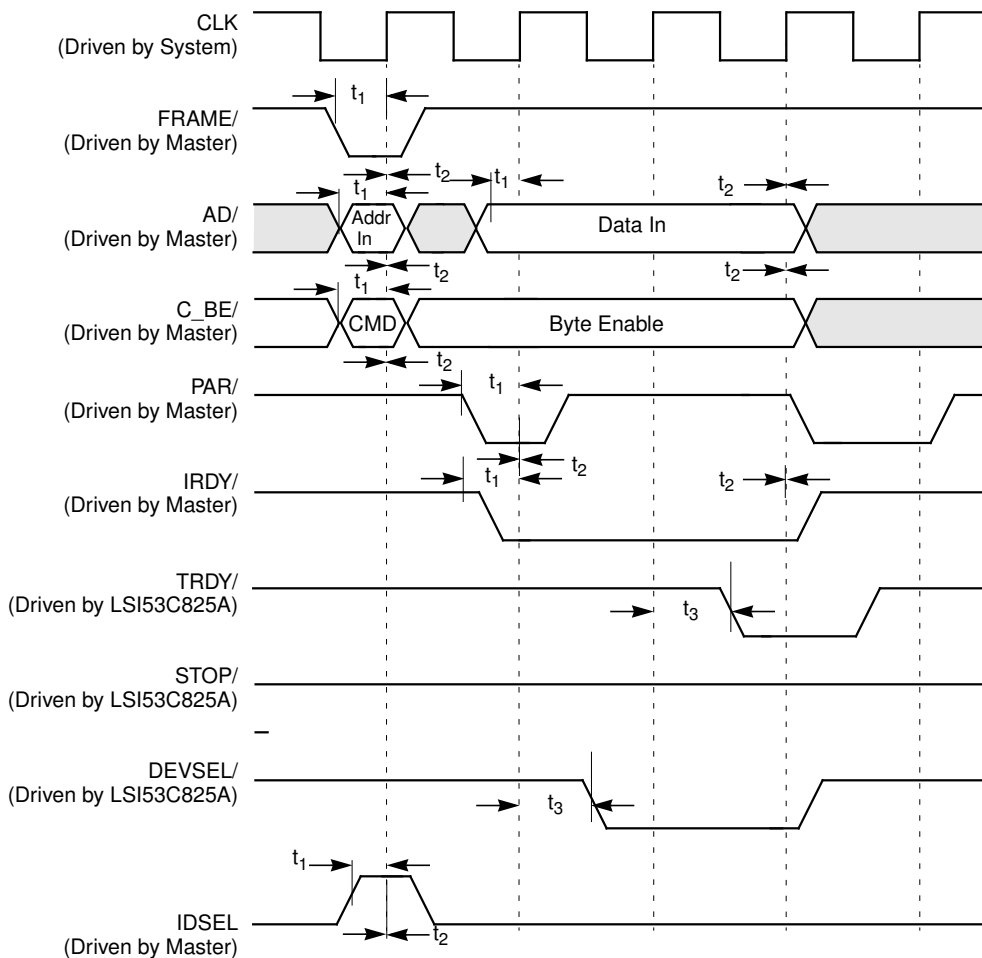 CLK
(Driven by System)
t1
FRAME/
(Driven by Master)
t2
t1
t1
t2
AD/
(Driven by Master)
Addr
In
Data In
t2
t1
t2
C_BE/
(Driven by Master)
CMD
Byte Enable
t2
PAR/
(Driven by Master)
t1
t2
t1
t2
IRDY/
(Driven by Master)
TRDY/
(Driven by LSI53C825A)
t3
STOP/
(Driven by LSI53C825A)
DEVSEL/
(Driven by LSI53C825A)
t3
t1
IDSEL
(Driven by Master)
t2